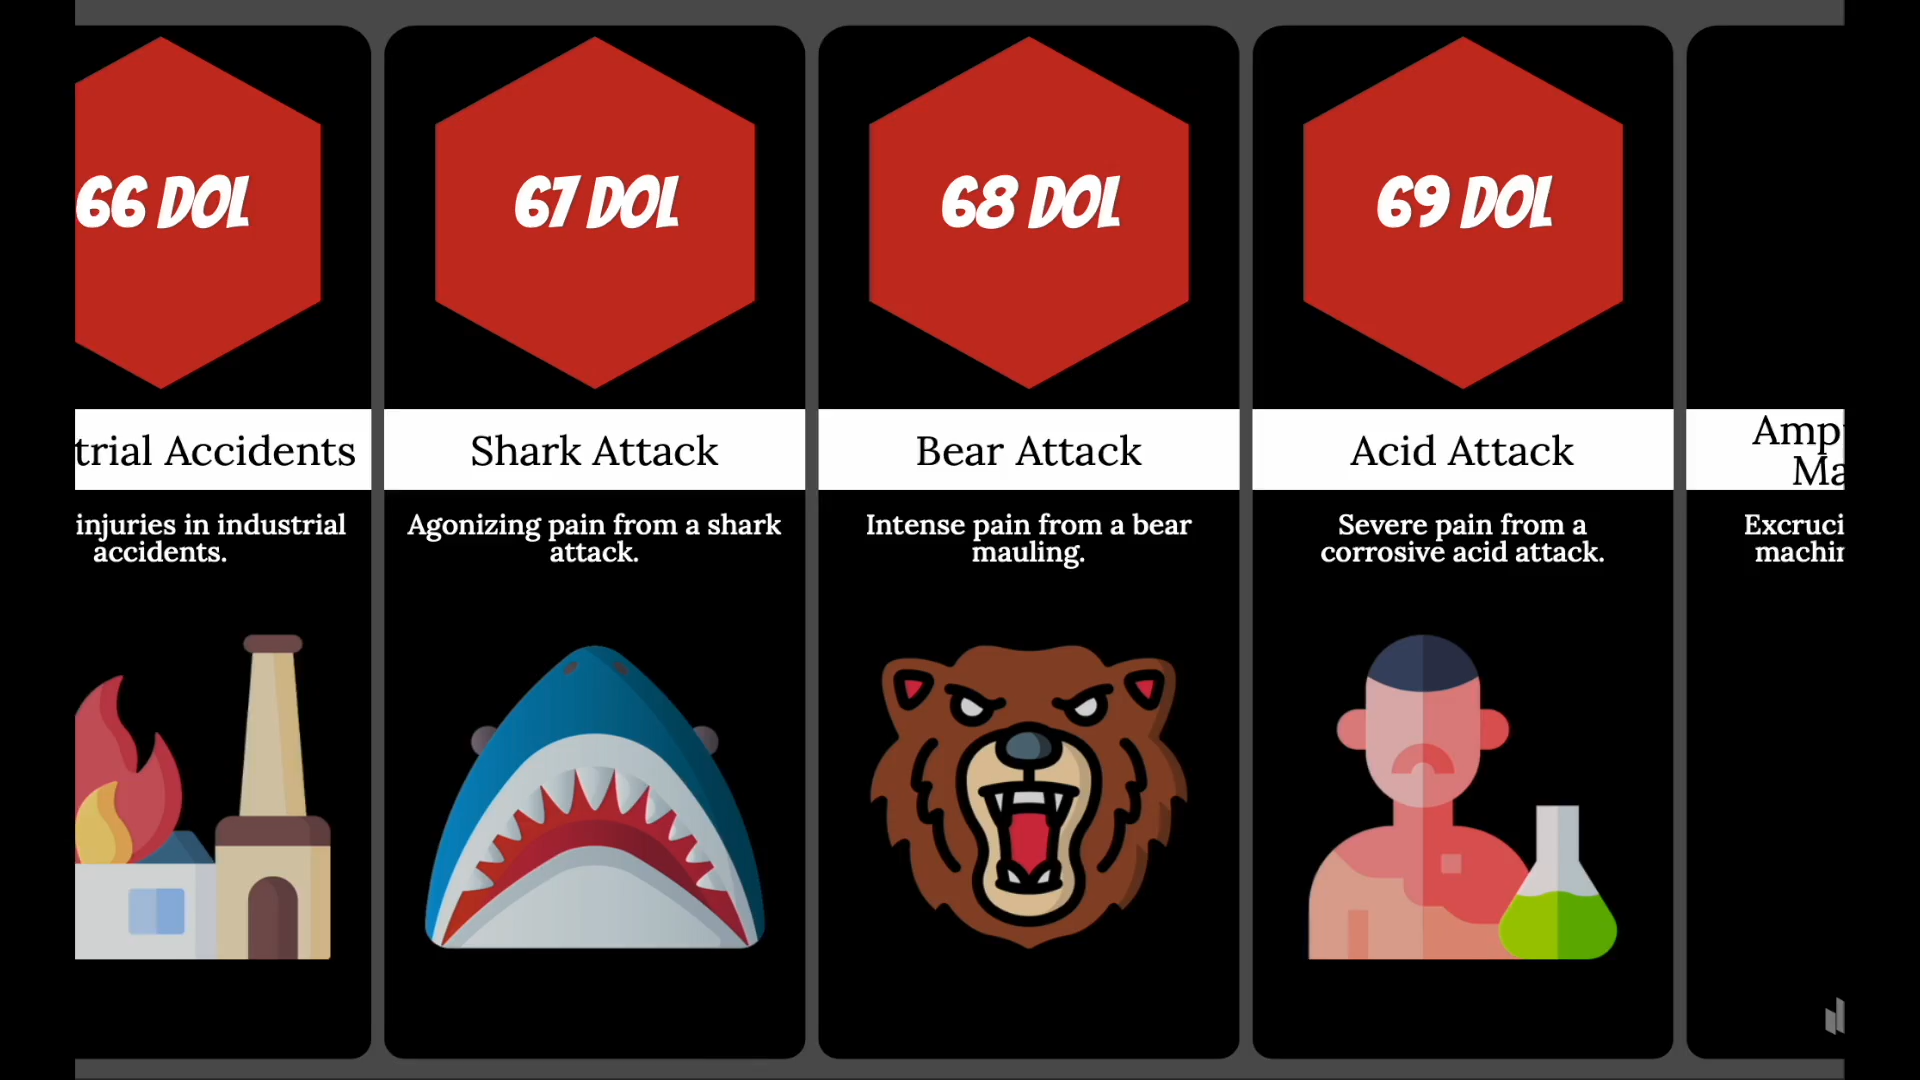 66 DOL
trial Accidents
injuries in industrial
accidents.
67 DOL
Shark Attack
Agonizing pain from a shark
attack.
68 DOL
Bear Attack
Intense pain from a bear
mauling.
69 DOL
Acid Attack
Severe pain from a
corrosive acid attack.
Amp
Ma
Excruci
machin